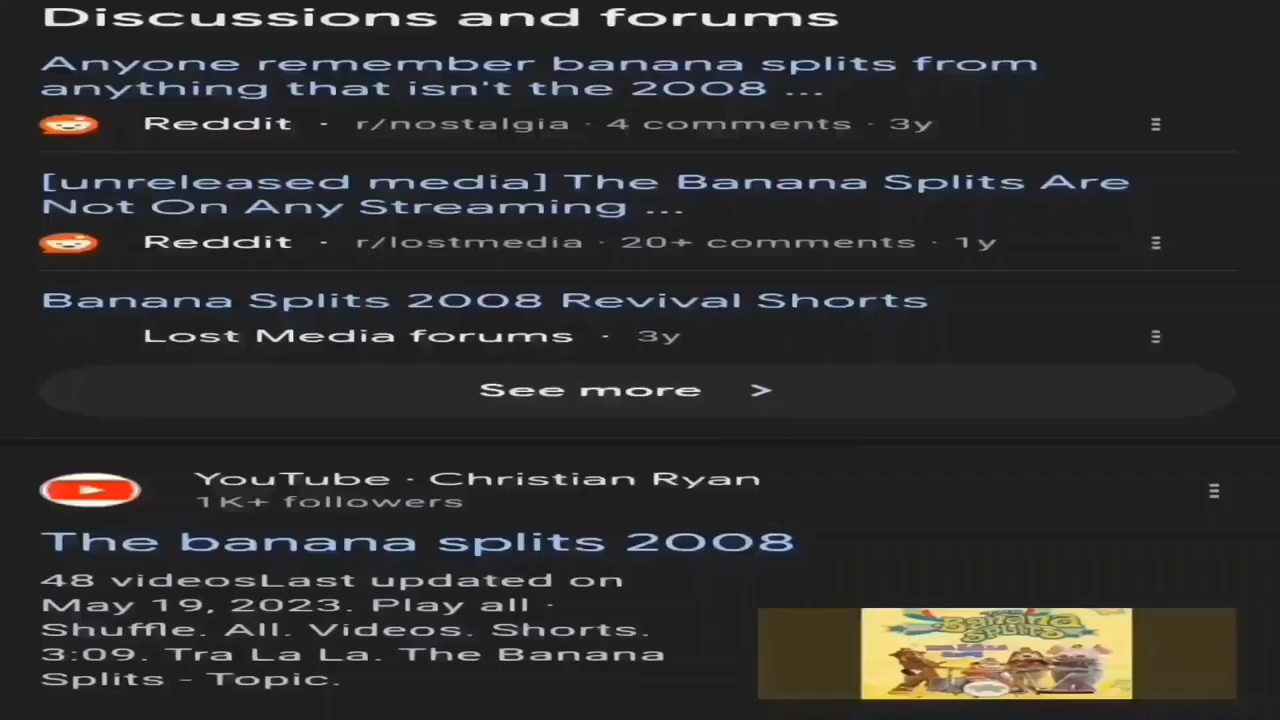 Discussions and forums
Anyone remember banana splits from
anything that isn't the 2008 ...
Reddit · r/nostalgia · 4 comments · 3y
[unreleased media] The Banana Splits Are
Not On Any Streaming ...
Reddit · r/lostmedia · 20+ comments · 1y
Banana Splits 2008 Revival Shorts
Lost Media forums · 3y
See more >
YouTube · Christian Ryan
1K+ followers
The banana splits 2008
48 videosLast updated on
May 19, 2023. Play all ·
Shuffle. All. Videos. Shorts.
3:09. Tra La La. The Banana
Splits - Topic.
Banana
Splits